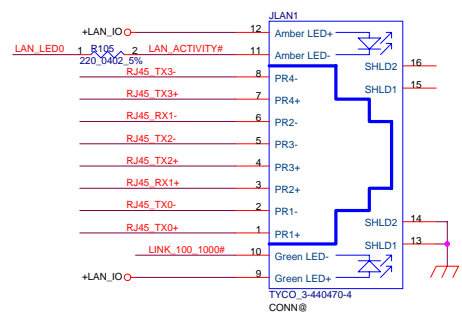 JLAN1
+LAN_IO 12 Amber LED+
LAN_LED0 1 R105 2 LAN_ACTIVITY# 11 Amber LED-
220_0402_5%
SHLD2 16
RJ45_TX3- 8 PR4-
SHLD1 15
RJ45_TX3+ 7 PR4+
RJ45_RX1- 6 PR2-
RJ45_TX2- 5 PR3-
RJ45_TX2+ 4 PR3+
RJ45_RX1+ 3 PR2+
RJ45_TX0- 2 PR1-
SHLD2 14
RJ45_TX0+ 1 PR1+
SHLD1 13
LINK_100_1000# 10 Green LED-
+LAN_IO 9 Green LED+
TYCO_3-440470-4
CONN@